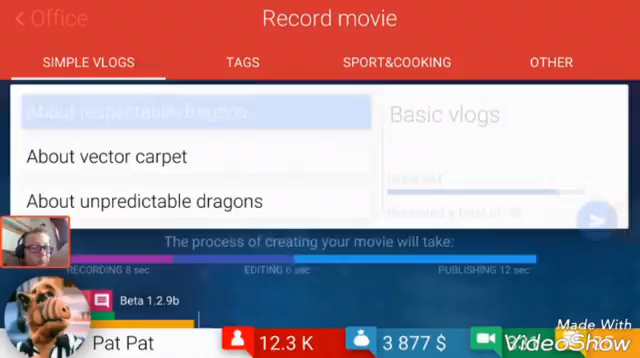 < Office
Record movie
SIMPLE VLOGS
TAGS
SPORT&COOKING
OTHER
About respectable dragons
Basic vlogs
About vector carpet
About unpredictable dragons
The process of creating your movie will take:
RECORDING 8 sec
EDITING 6 sec
PUBLISHING 12 sec
Beta 1.2.9b
Pat Pat
12.3 K
3 877 $
Made With
VideoShow